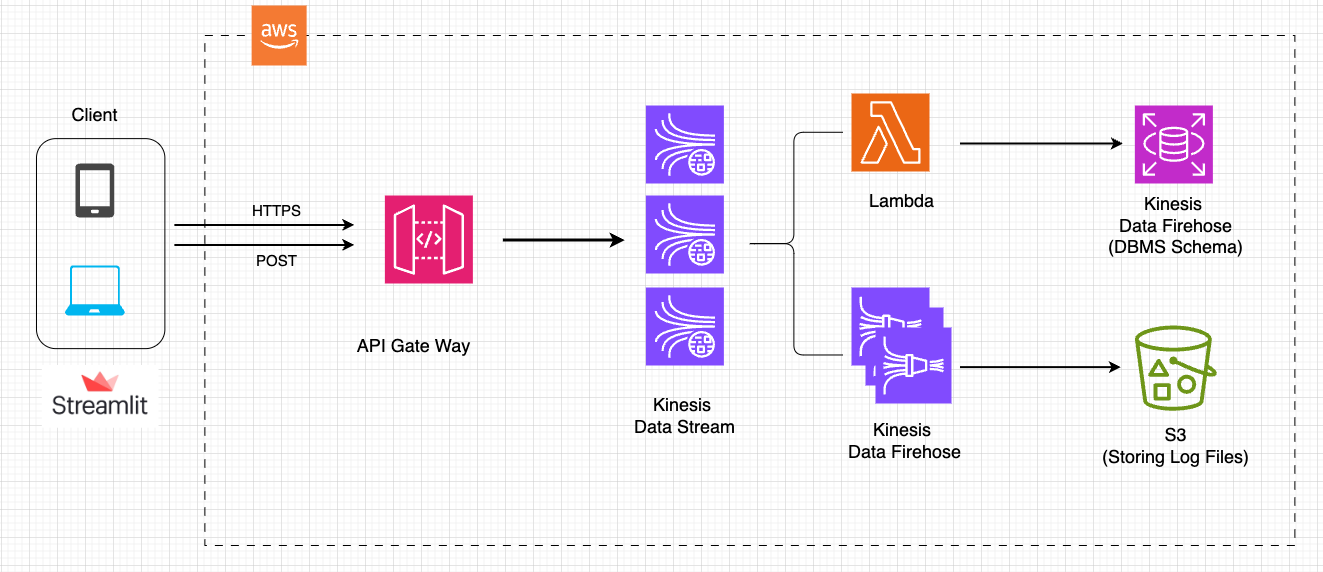 aws
Client
HTTPS
POST
Streamlit
API Gate Way
Kinesis
Data Stream
Lambda
Kinesis
Data Firehose
Kinesis
Data Firehose
(DBMS Schema)
S3
(Storing Log Files)